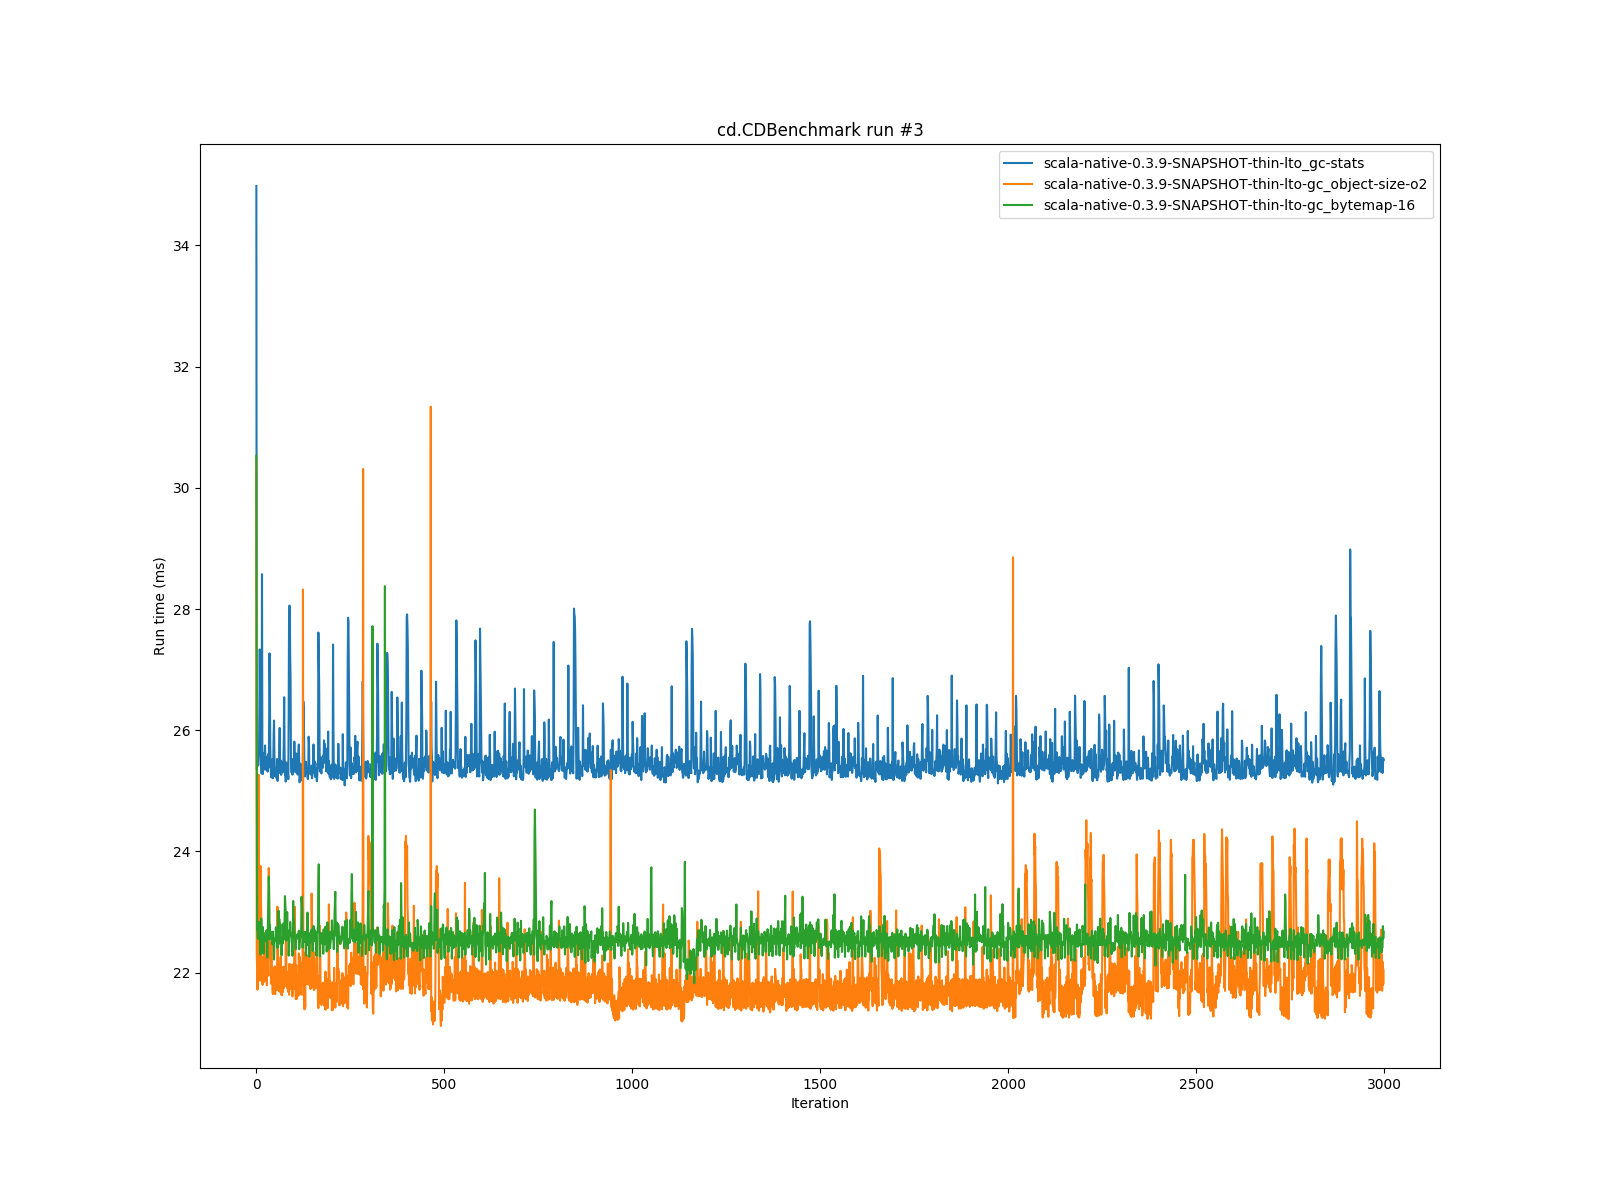 cd.CDBenchmark run #3
scala-native-0.3.9-SNAPSHOT-thin-lto_gc-stats
scala-native-0.3.9-SNAPSHOT-thin-lto-gc_object-size-o2
scala-native-0.3.9-SNAPSHOT-thin-lto-gc_bytemap-16
Run time (ms)
34
32
30
28
26
24
22
0 500 1000 1500 2000 2500 3000
Iteration